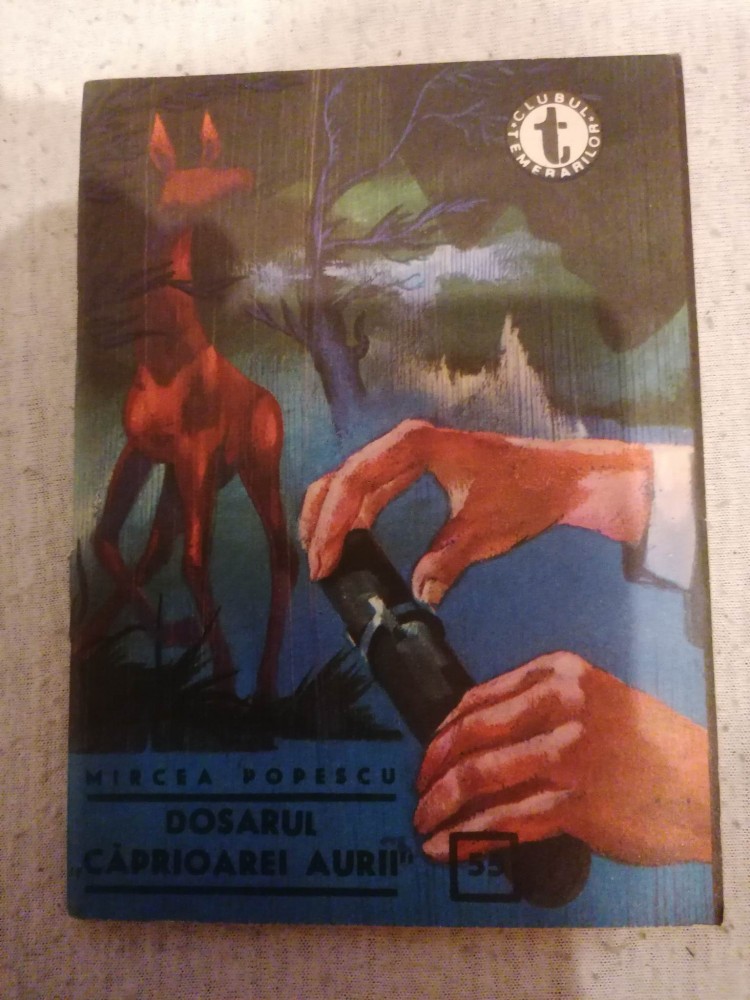 CLUBUL
t
TEMERARILOR
MIRCEA POPESCU
DOSARUL
„CĂPRIOAREI AURII”
55